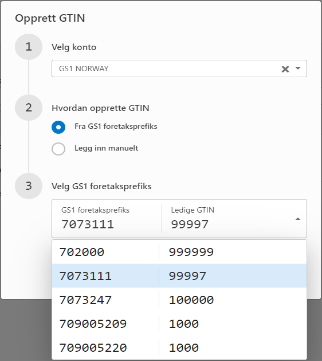 Opprett GTIN
1 Velg konto
GS1 NORWAY
2 Hvordan opprette GTIN
Fra GS1 foretaksprefiks
Legg inn manuelt
3 Velg GS1 foretaksprefiks
GS1 foretaksprefiks Ledige GTIN
7073111 99997
702000 999999
7073111 99997
7073247 100000
709005209 1000
709005220 1000